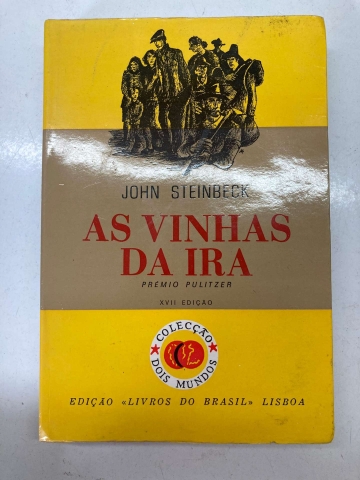 JOHN STEINBECK
AS VINHAS
DA IRA
PRÉMIO PULITZER
XVII EDIÇÃO
COLECÇÃO
DOIS MUNDOS
EDIÇÃO «LIVROS DO BRASIL» LISBOA